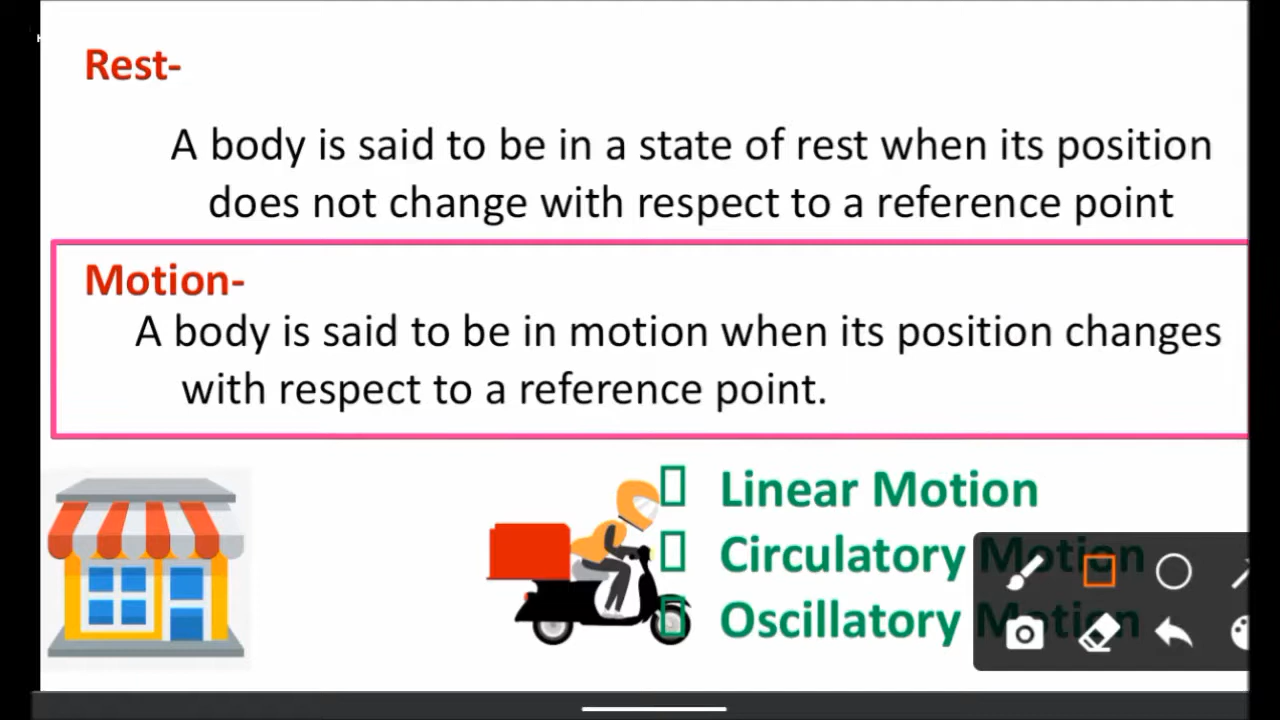 Rest-
A body is said to be in a state of rest when its position
does not change with respect to a reference point
Motion-
A body is said to be in motion when its position changes
with respect to a reference point.
Linear Motion
Circulatory Motion
Oscillatory Motion